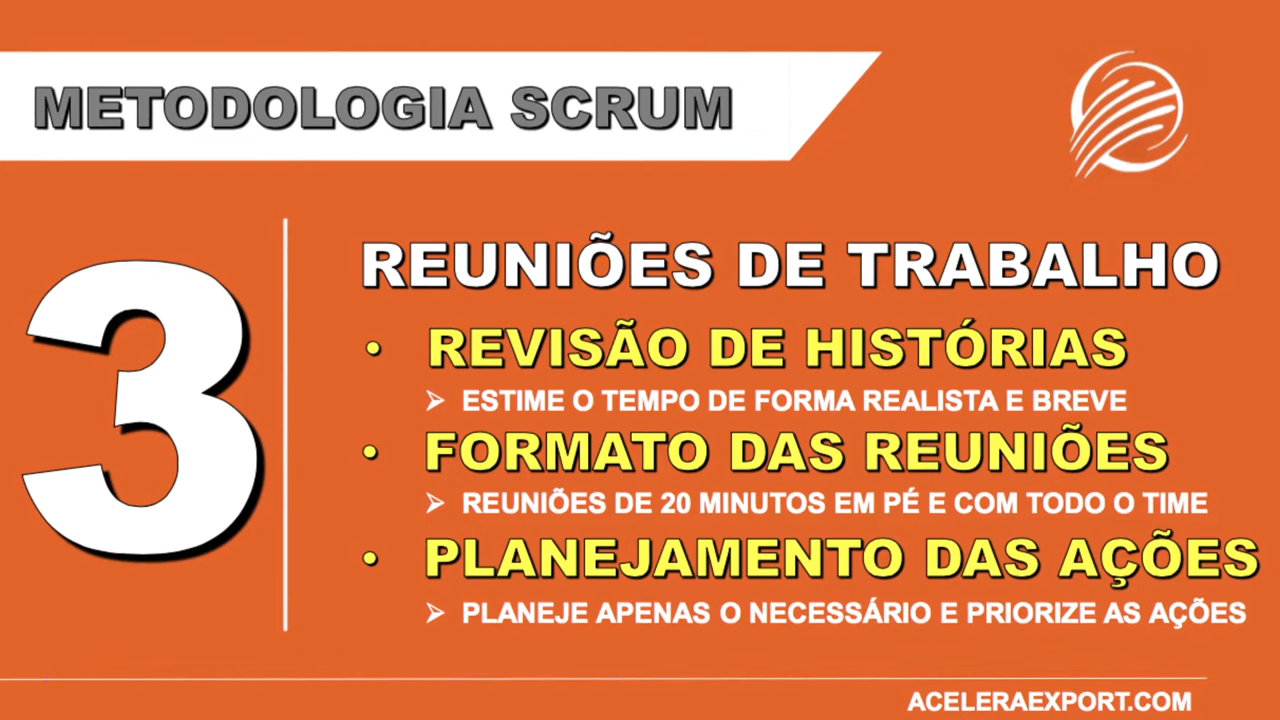 METODOLOGIA SCRUM
3
REUNIÕES DE TRABALHO
• REVISÃO DE HISTÓRIAS
➢ ESTIME O TEMPO DE FORMA REALISTA E BREVE
• FORMATO DAS REUNIÕES
➢ REUNIÕES DE 20 MINUTOS EM PÉ E COM TODO O TIME
• PLANEJAMENTO DAS AÇÕES
➢ PLANEJE APENAS O NECESSÁRIO E PRIORIZE AS AÇÕES
ACELERAEXPORT.COM